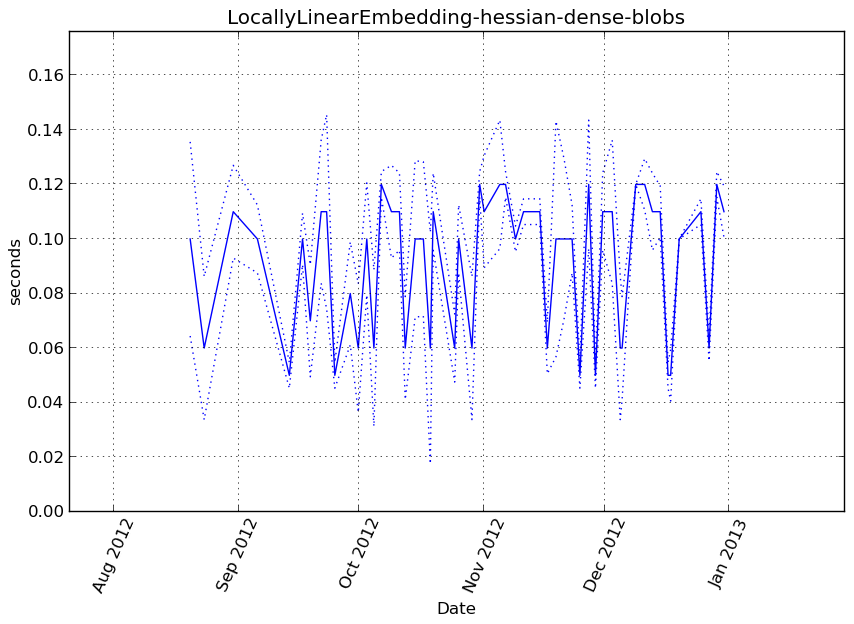 LocallyLinearEmbedding-hessian-dense-blobs
0.16
0.14
0.12
0.10
0.08
0.06
0.04
0.02
0.00
seconds
Aug 2012
Sep 2012
Oct 2012
Nov 2012
Dec 2012
Jan 2013
Date